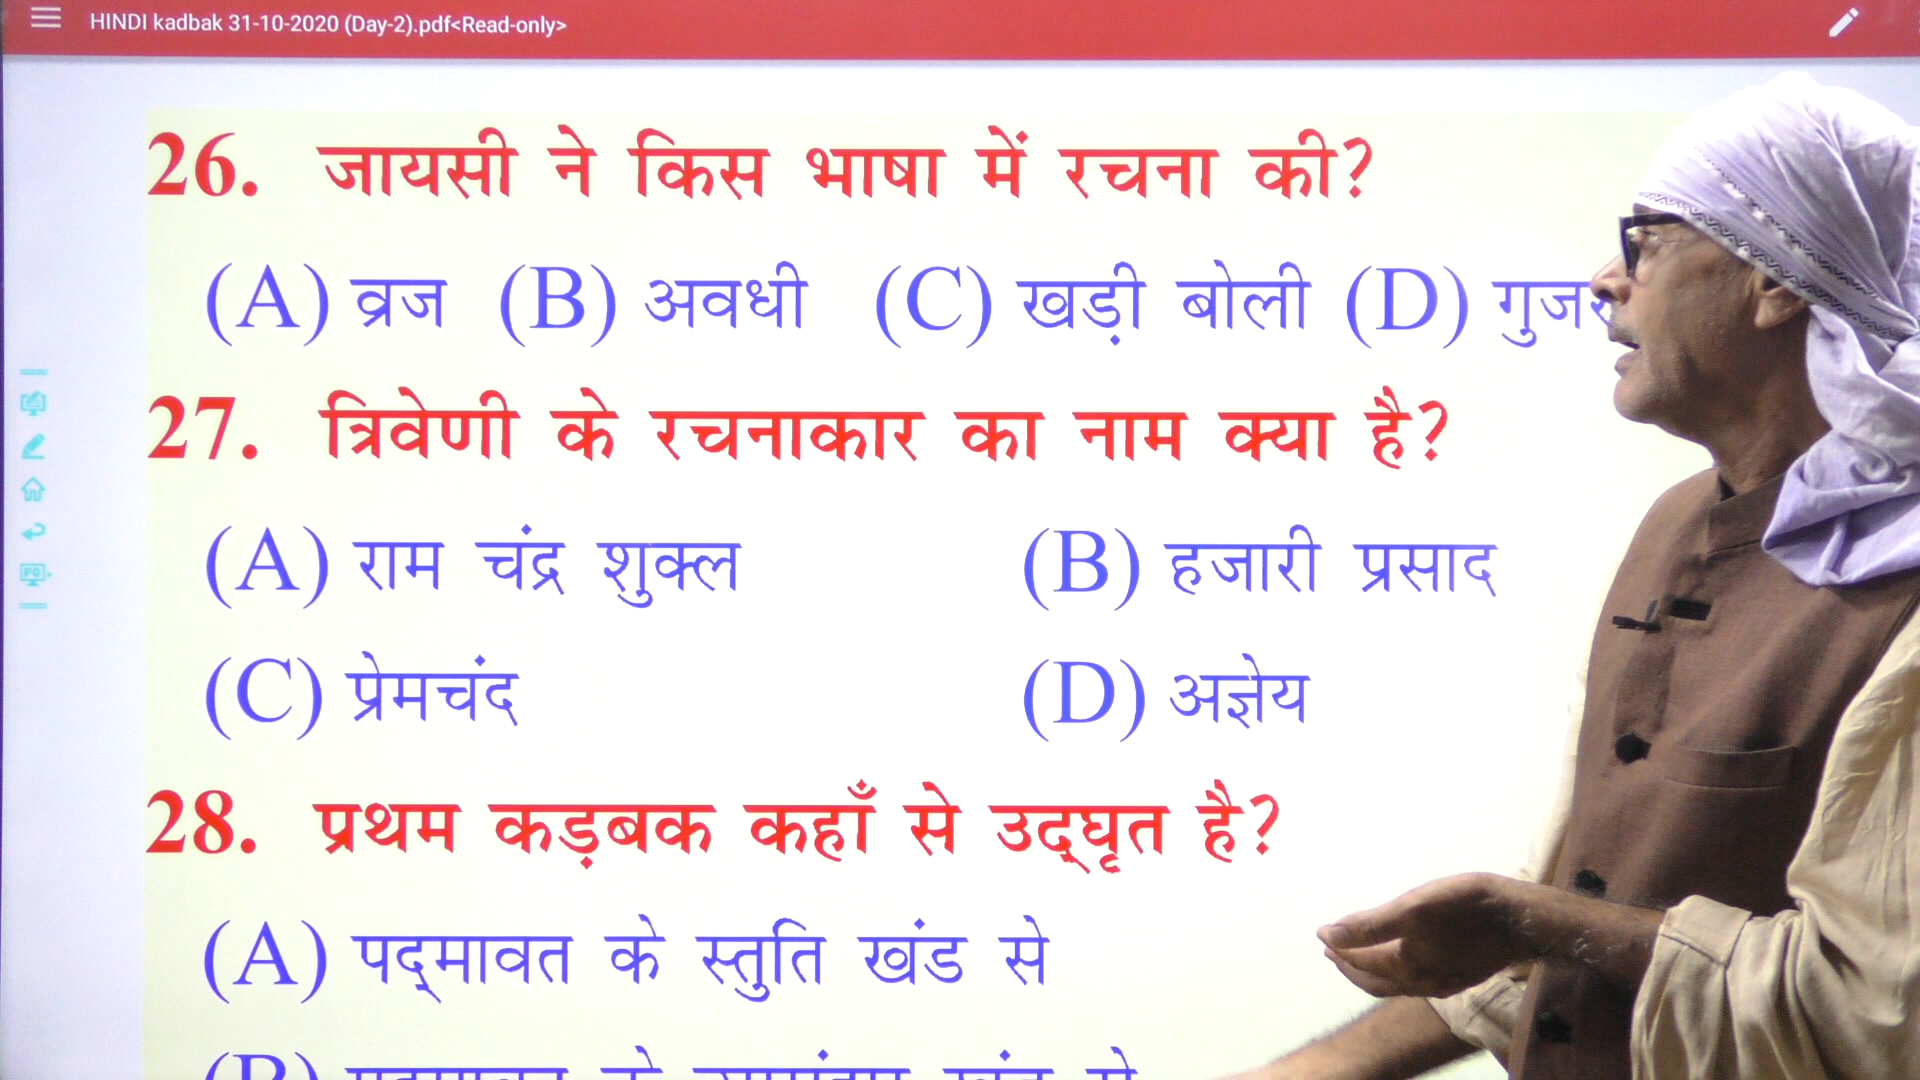 HINDI kadbak 31-10-2020 (Day-2).pdf<Read-only>
26. जायसी ने किस भाषा में रचना की?
(A) व्रज (B) अवधी (C) खड़ी बोली (D)
27. त्रिवेणी के रचनाकार का नाम क्या है?
(A) राम चंद्र शुक्ल (B) हजारी प्रसाद
(C) प्रेमचंद (D) अज्ञेय
28. प्रथम कड़बक कहाँ से उद्घृत है?
(A) पद्मावत के स्तुति खंड से